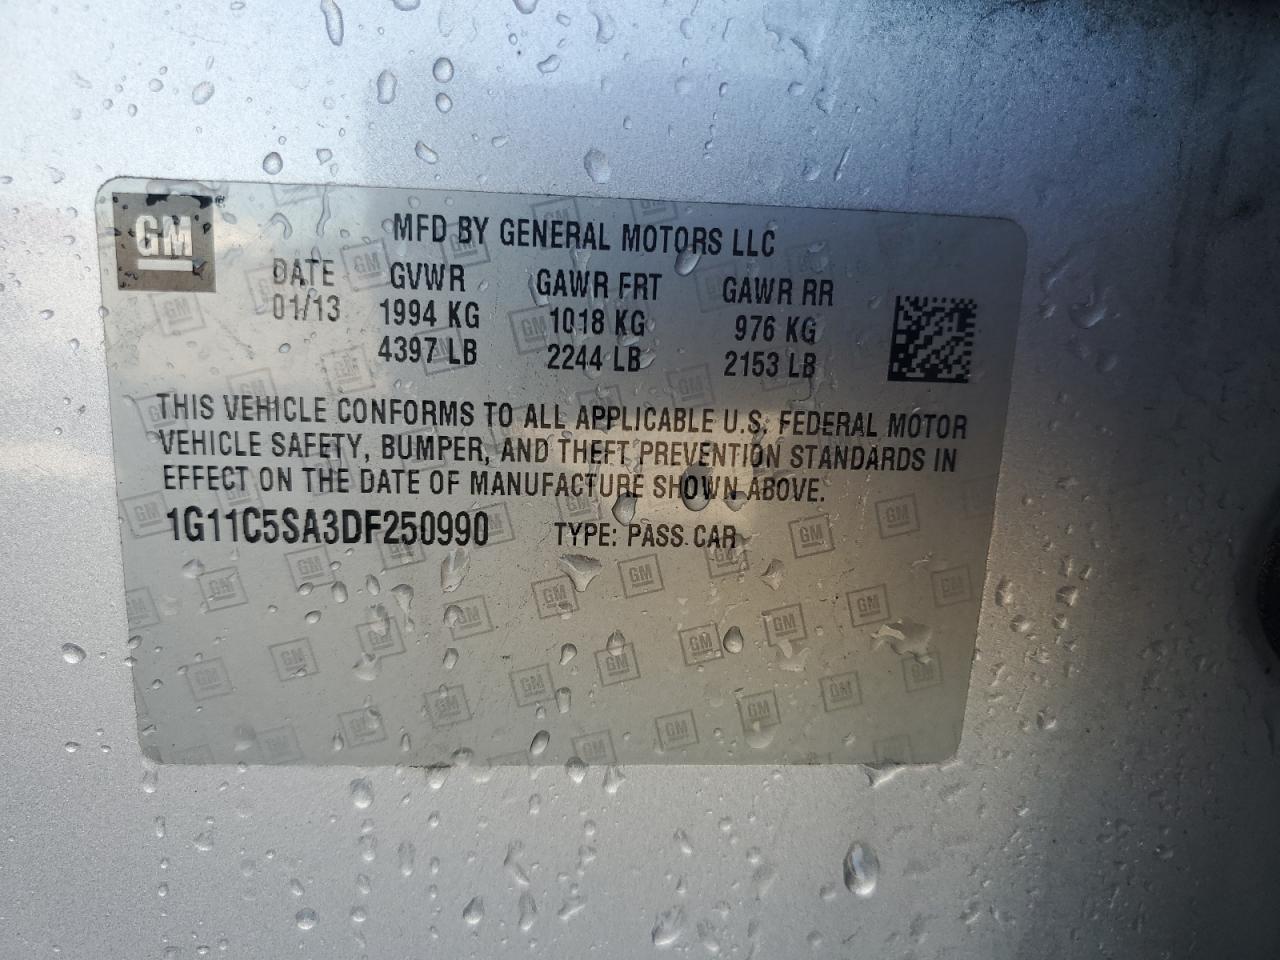 GM
MFD BY GENERAL MOTORS LLC
DATE GVWR GAWR FRT GAWR RR
01/13 1994 KG 1018 KG 976 KG
4397 LB 2244 LB 2153 LB
THIS VEHICLE CONFORMS TO ALL APPLICABLE U.S. FEDERAL MOTOR
VEHICLE SAFETY, BUMPER, AND THEFT PREVENTION STANDARDS IN
EFFECT ON THE DATE OF MANUFACTURE SHOWN ABOVE.
1G11C5SA3DF250990 TYPE: PASS.CAR